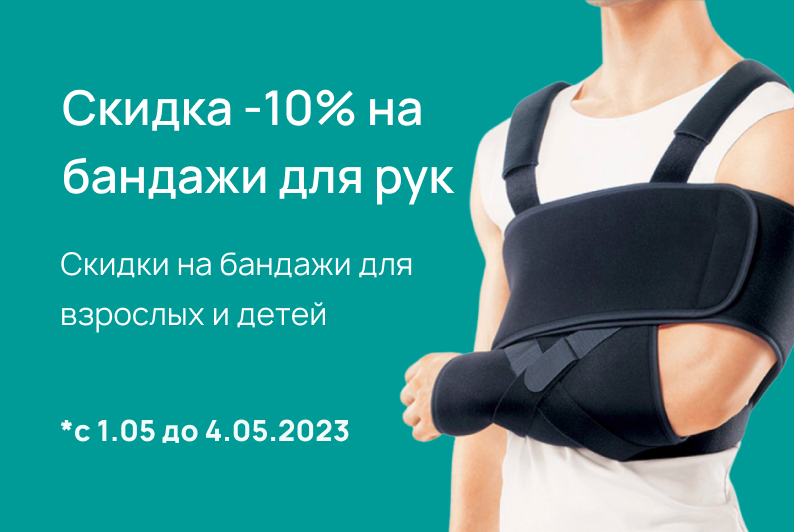 Скидка -10% на
бандажи для рук
Скидки на бандажи для
взрослых и детей
*с 1.05 до 4.05.2023